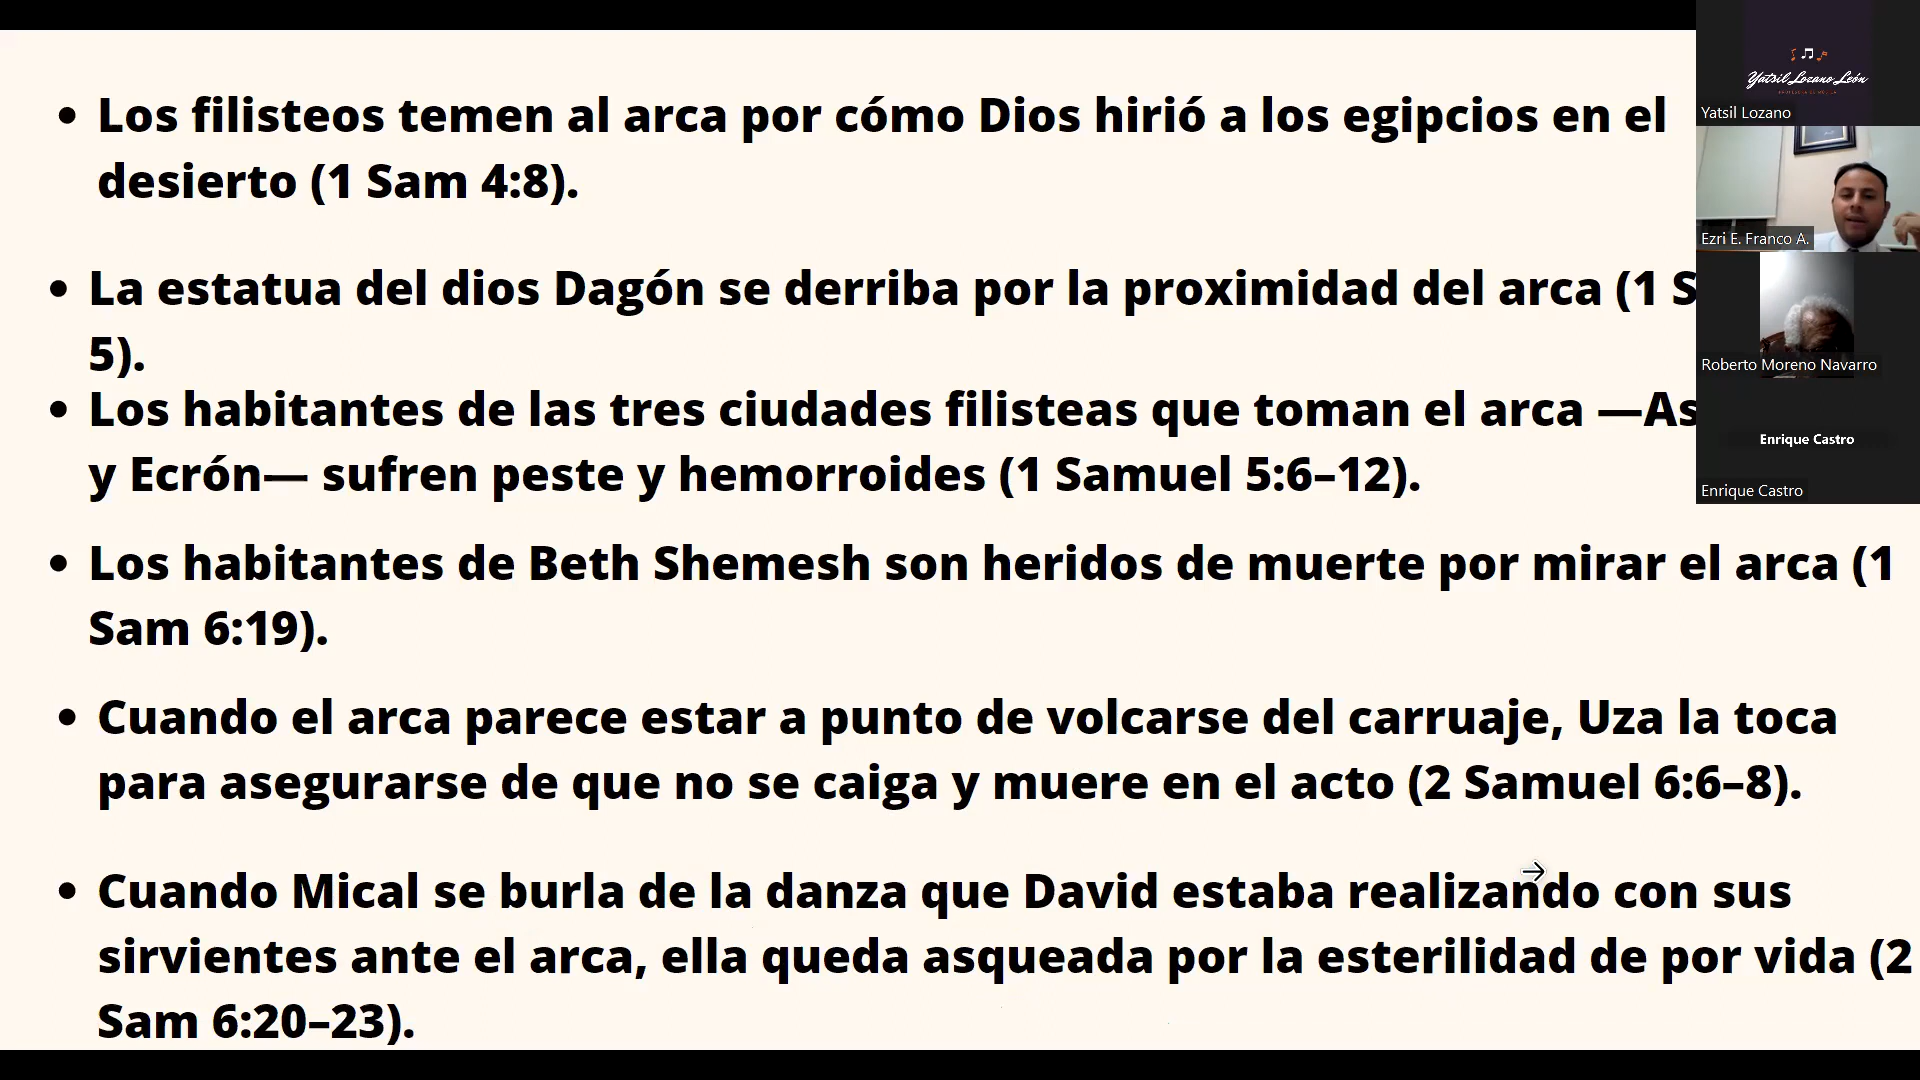 • Los filisteos temen al arca por cómo Dios hirió a los egipcios en el
desierto (1 Sam 4:8).
• La estatua del dios Dagón se derriba por la proximidad del arca (1 S
5).
• Los habitantes de las tres ciudades filisteas que toman el arca —As
y Ecrón— sufren peste y hemorroides (1 Samuel 5:6–12).
• Los habitantes de Beth Shemesh son heridos de muerte por mirar el arca (1
Sam 6:19).
• Cuando el arca parece estar a punto de volcarse del carruaje, Uza la toca
para asegurarse de que no se caiga y muere en el acto (2 Samuel 6:6–8).
• Cuando Mical se burla de la danza que David estaba realizando con sus
sirvientes ante el arca, ella queda asqueada por la esterilidad de por vida (2
Sam 6:20–23).
Yatsil Lozano León
Yatsil Lozano
Ezri E. Franco A.
Roberto Moreno Navarro
Enrique Castro
Enrique Castro